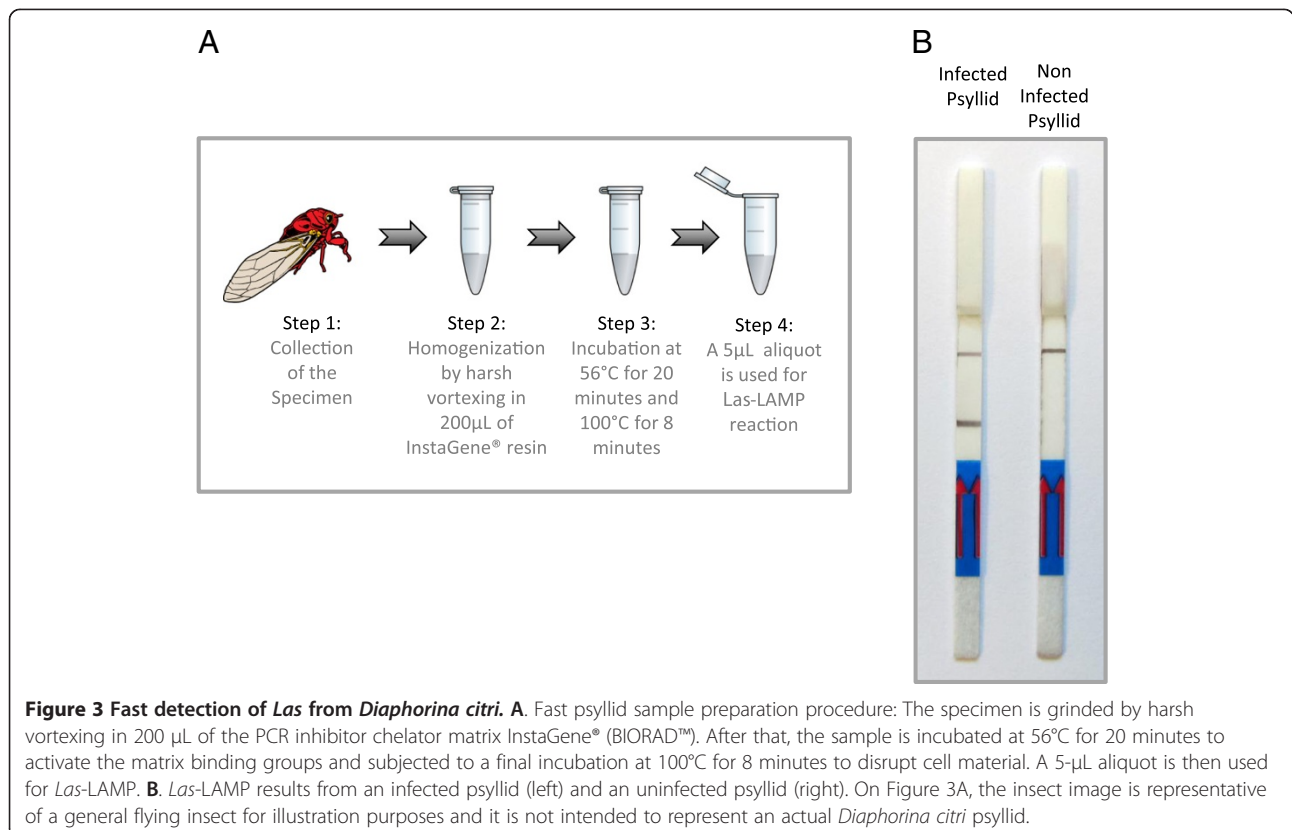 A
B
Infected
Psyllid
Non
Infected
Psyllid
Step 1:
Collection
of the
Specimen
Step 2:
Homogenization
by harsh
vortexing in
200µL of
InstaGene® resin
Step 3:
Incubation at
56°C for 20
minutes and
100°C for 8
minutes
Step 4:
A 5µL aliquot
is used for
Las-LAMP
reaction
Figure 3 Fast detection of Las from Diaphorina citri. A. Fast psyllid sample preparation procedure: The specimen is grinded by harsh
vortexing in 200 µL of the PCR inhibitor chelator matrix InstaGene® (BIORAD™). After that, the sample is incubated at 56°C for 20 minutes to
activate the matrix binding groups and subjected to a final incubation at 100°C for 8 minutes to disrupt cell material. A 5-µL aliquot is then used
for Las-LAMP. B. Las-LAMP results from an infected psyllid (left) and an uninfected psyllid (right). On Figure 3A, the insect image is representative
of a general flying insect for illustration purposes and it is not intended to represent an actual Diaphorina citri psyllid.